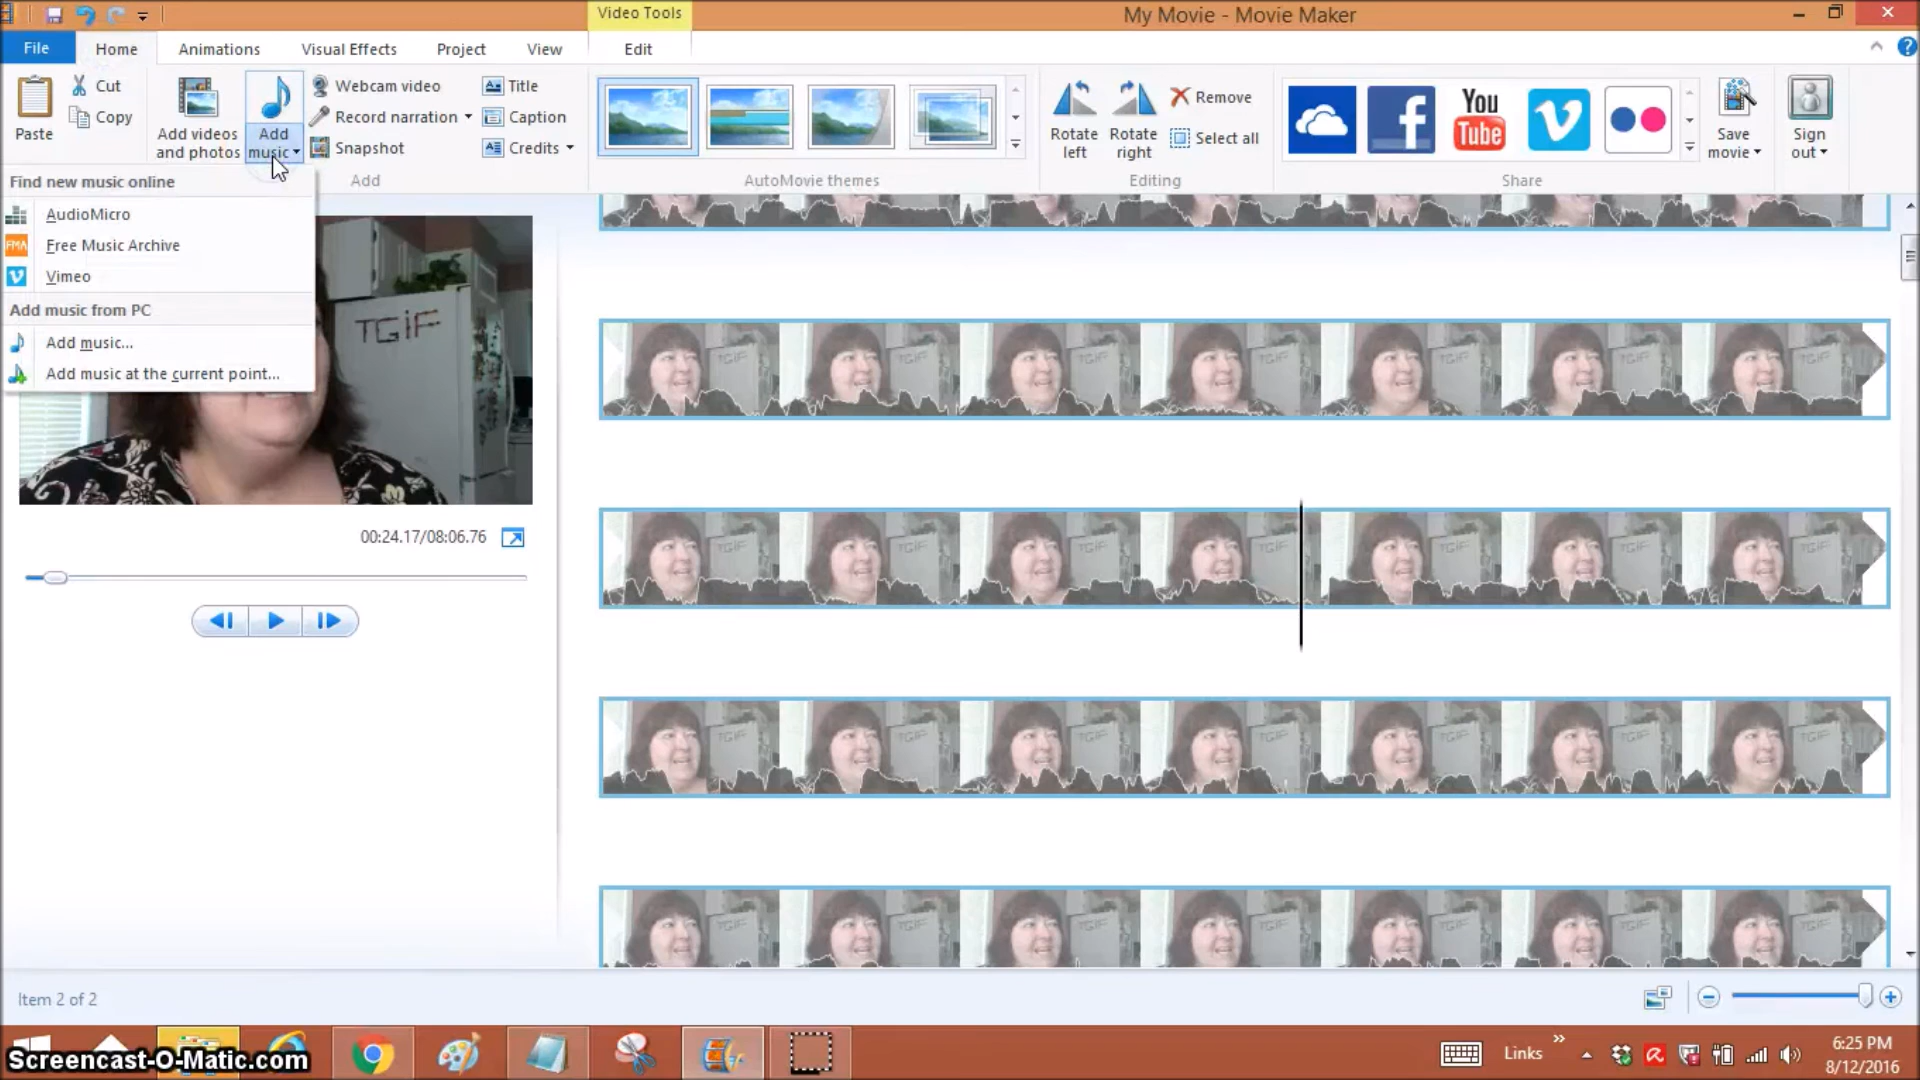 Video Tools
My Movie - Movie Maker
File
Home
Animations
Visual Effects
Project
View
Edit
Paste
Cut
Copy
Add videos
and photos
Add
music
Webcam video
Record narration
Snapshot
Title
Caption
Credits
Rotate
left
Rotate
right
Remove
Select all
You
Tube
Save
movie
Sign
out
Add
AutoMovie themes
Editing
Share
Find new music online
AudioMicro
FMA
Free Music Archive
Vimeo
Add music from PC
Add music...
Add music at the current point...
TGiF
00:24.17/08:06.76
Item 2 of 2
Links
6:25 PM
8/12/2016
Screencast-O-Matic.com